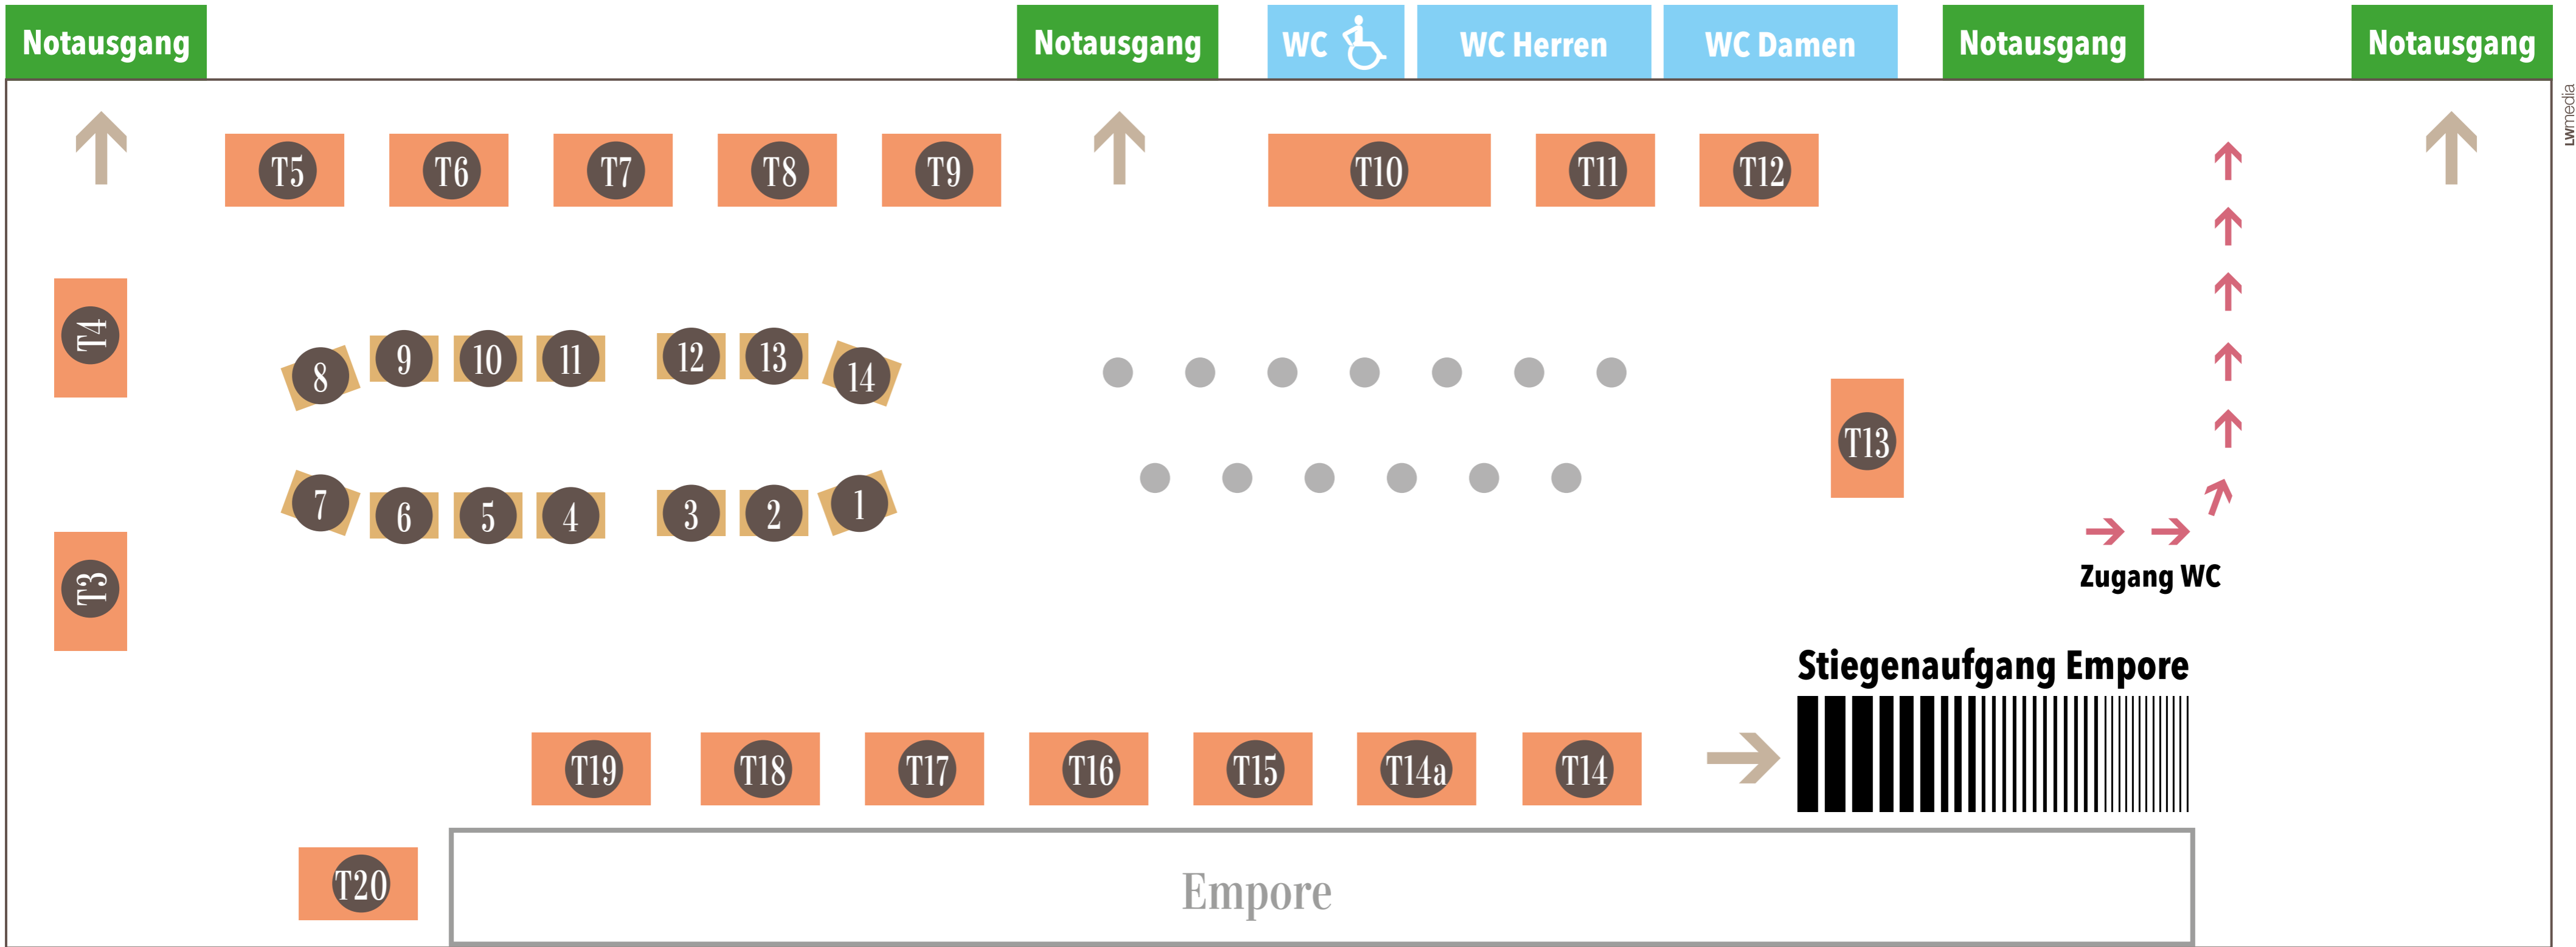 Notausgang
Notausgang
WC
WC Herren
WC Damen
Notausgang
Notausgang
LWmedia
T5
T6
T7
T8
T9
T10
T11
T12
T4
8
9
10
11
12
13
14
T13
7
6
5
4
3
2
1
T3
Zugang WC
Stiegenaufgang Empore
T19
T18
T17
T16
T15
T14a
T14
T20
Empore